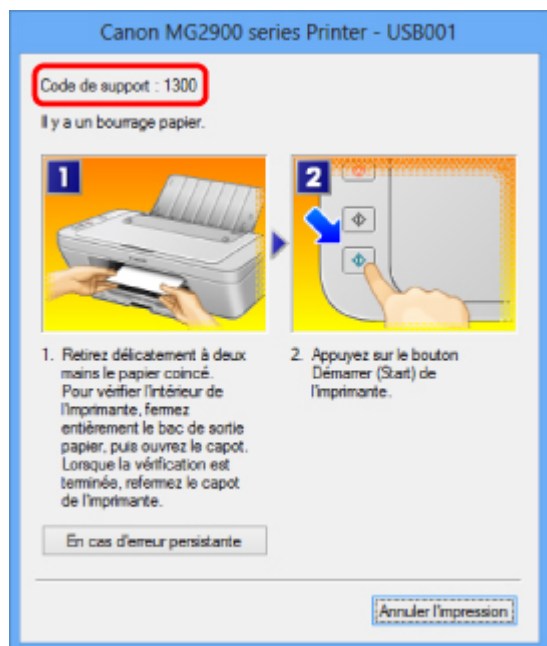 Canon MG2900 series Printer - USB001
Code de support : 1300
Il y a un bourrage papier.
1
2
1. Retirez délicatement à deux
mains le papier coincé.
Pour vérifier l'intérieur de
l'imprimante, fermez
entièrement le bac de sortie
papier, puis ouvrez le capot.
Lorsque la vérification est
terminée, refermez le capot
de l'imprimante.
2. Appuyez sur le bouton
Démarrer (Start) de
l'imprimante.
En cas d'erreur persistante
Annuler l'impression